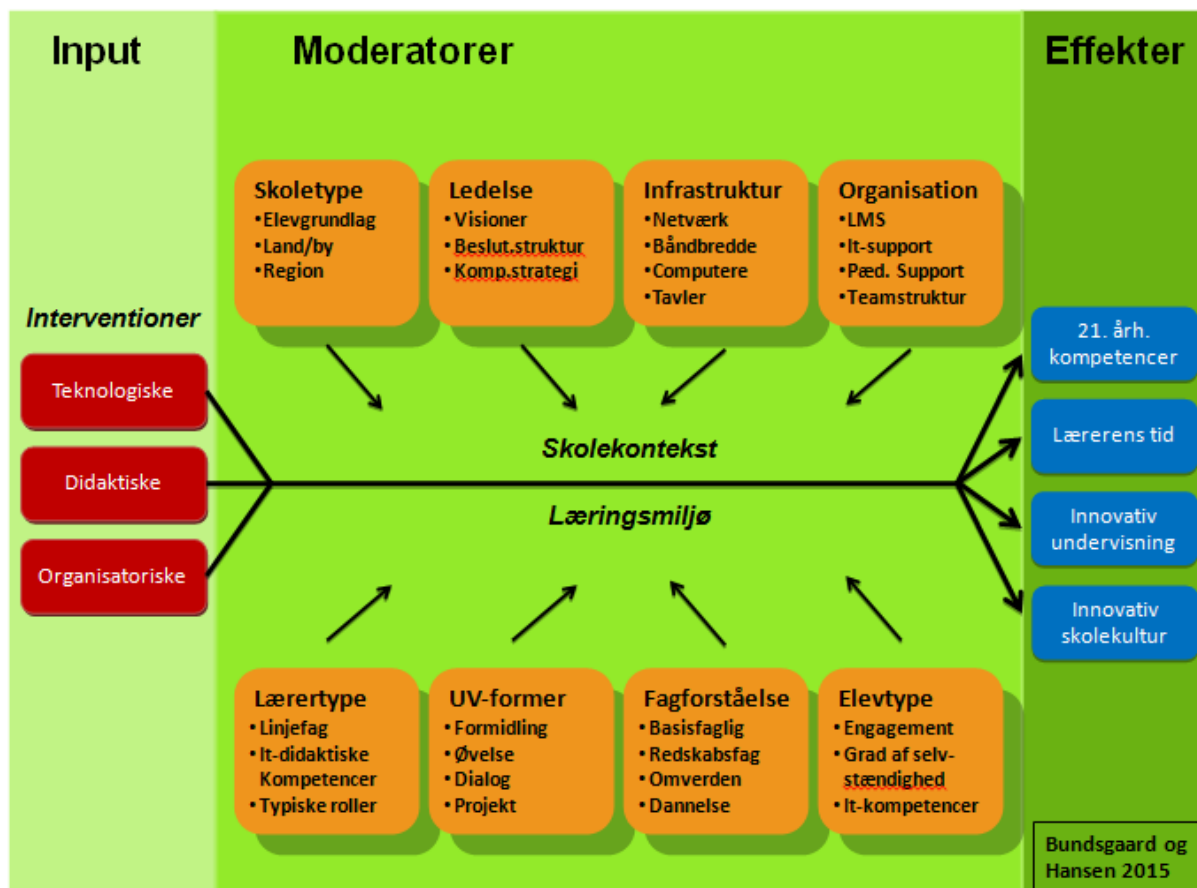 Input
Moderatorer
Effekter
Skoletype
•Elevgrundlag
•Land/by
•Region
Ledelse
•Visioner
•Beslut.struktur
•Komp.strategi
Infrastruktur
•Netværk
•Båndbredde
•Computere
•Tavler
Organisation
•LMS
•It-support
•Pæd. Support
•Teamstruktur
Interventioner
Teknologiske
Didaktiske
Organisatoriske
Skolekontekst
Læringsmiljø
21. årh.
kompetencer
Lærerens tid
Innovativ
undervisning
Innovativ
skolekultur
Lærertype
•Linjefag
•It-didaktiske
Kompetencer
•Typiske roller
UV-former
•Formidling
•Øvelse
•Dialog
•Projekt
Fagforståelse
•Basisfaglig
•Redskabsfag
•Omverden
•Dannelse
Elevtype
•Engagement
•Grad af selv-
stændighed
•It-kompetencer
Bundsgaard og
Hansen 2015